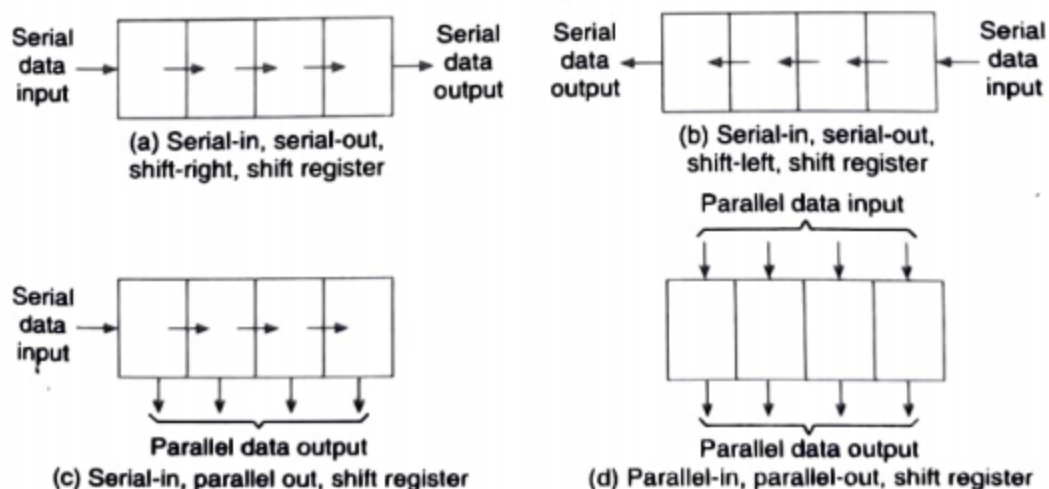 Serial
data
input
Serial
data
output
(a) Serial-in, serial-out,
shift-right, shift register
Serial
data
output
Serial
data
input
(b) Serial-in, serial-out,
shift-left, shift register
Serial
data
input
Parallel data output
(c) Serial-in, parallel out, shift register
Parallel data input
Parallel data output
(d) Parallel-in, parallel-out, shift register